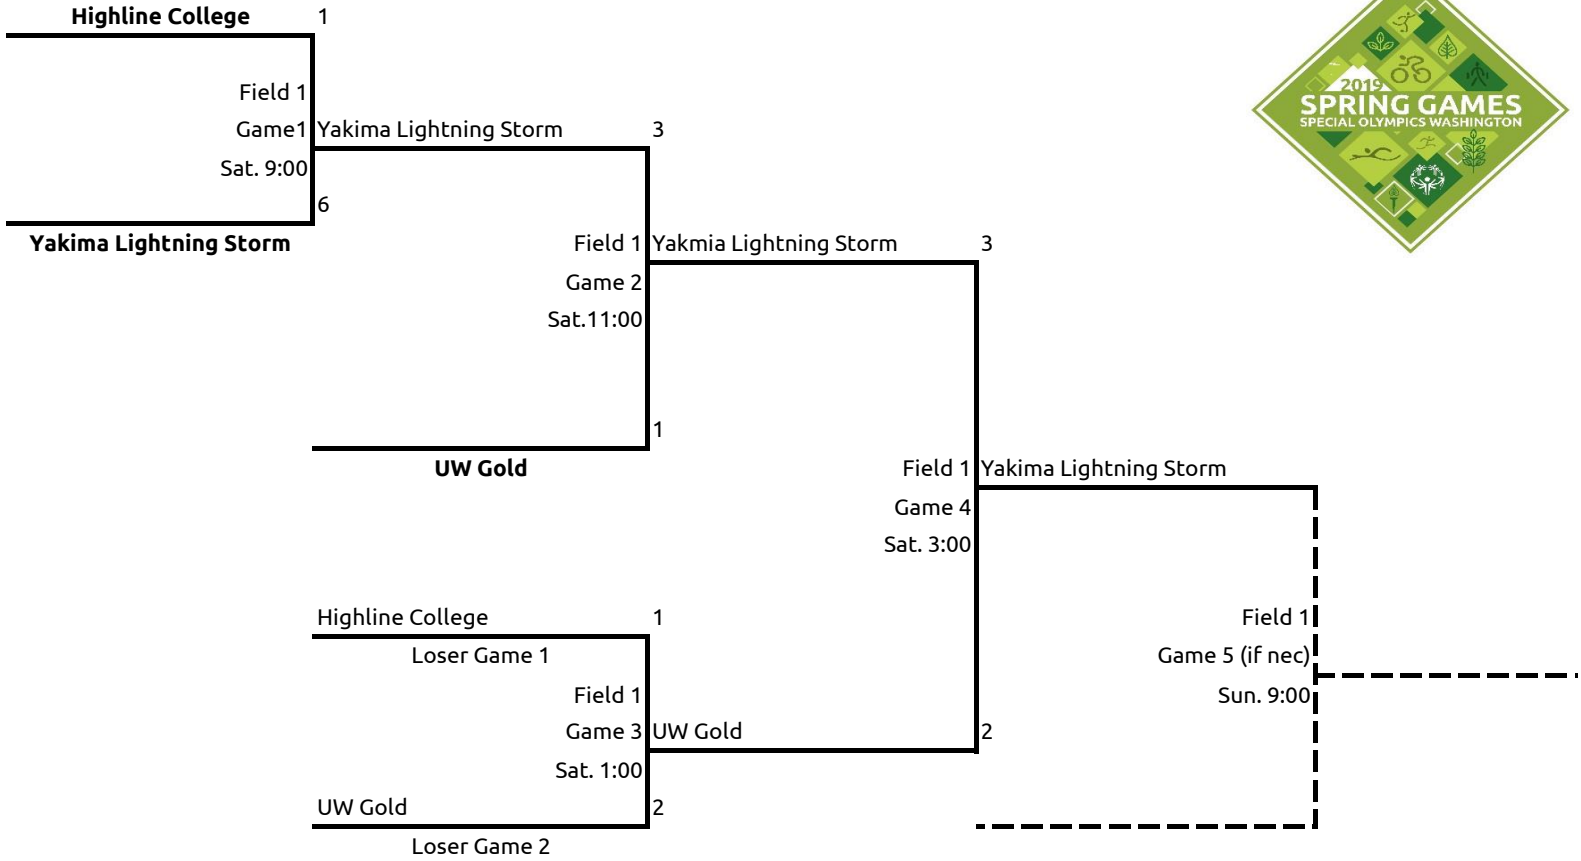 Highline College 1
2019
SPRING GAMES
SPECIAL OLYMPICS WASHINGTON
Field 1
Game1 Yakima Lightning Storm 3
Sat. 9:00
6
Yakima Lightning Storm
Field 1 Yakmia Lightning Storm 3
Game 2
Sat.11:00
1
UW Gold
Field 1 Yakima Lightning Storm
Game 4
Sat. 3:00
Highline College 1
Loser Game 1
Field 1
Game 3 UW Gold 2
Sat. 1:00
UW Gold 2
Loser Game 2
Field 1
Game 5 (if nec)
Sun. 9:00